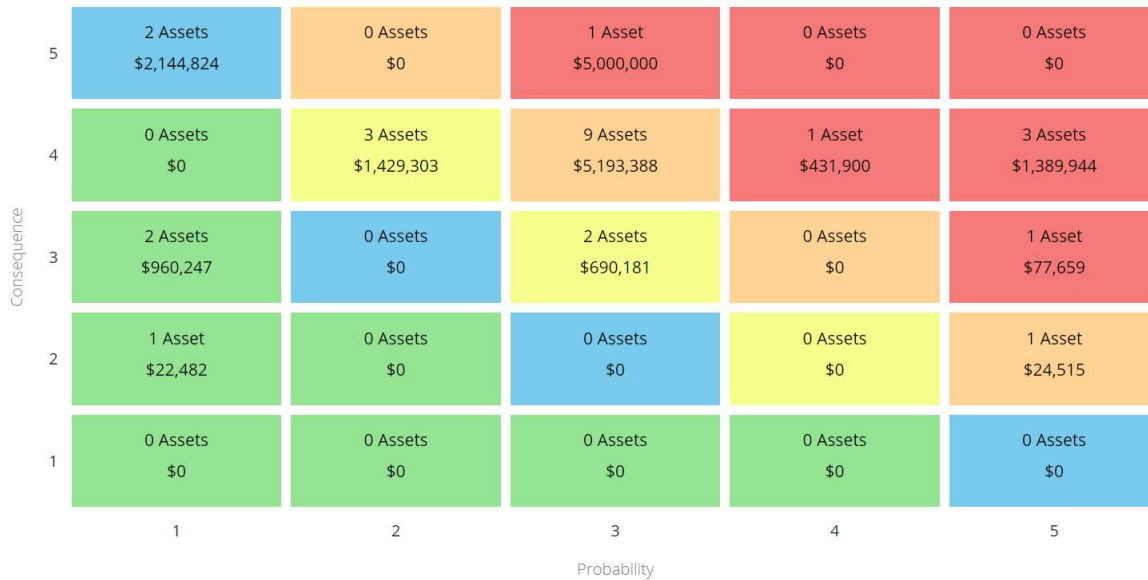 5
2 Assets
$2,144,824
0 Assets
$0
1 Asset
$5,000,000
0 Assets
$0
0 Assets
$0
4
0 Assets
$0
3 Assets
$1,429,303
9 Assets
$5,193,388
1 Asset
$431,900
3 Assets
$1,389,944
Consequence
3
2 Assets
$960,247
0 Assets
$0
2 Assets
$690,181
0 Assets
$0
1 Asset
$77,659
2
1 Asset
$22,482
0 Assets
$0
0 Assets
$0
0 Assets
$0
1 Asset
$24,515
1
0 Assets
$0
0 Assets
$0
0 Assets
$0
0 Assets
$0
0 Assets
$0
1 2 3 4 5
Probability